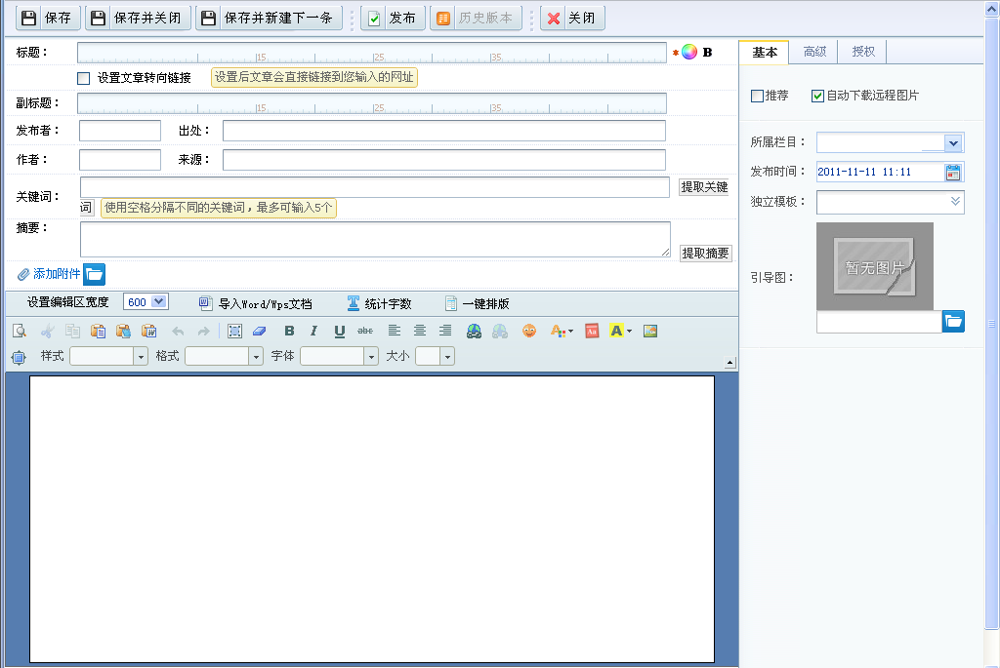 保存 保存并关闭 保存并新建下一条 发布 历史版本 关闭
标题： 15 25 35 B
设置文章转向链接 设置后文章会直接链接到您输入的网址
副标题： 15 25 35
发布者： 出处：
作者： 来源：
关键词： 提取关键
词 使用空格分隔不同的关键词，最多可输入5个
摘要： 提取摘要
添加附件
设置编辑区宽度 600 导入Word/Wps文档 统计字数 一键排版
B I U abc
样式 格式 字体 大小
基本 高级 授权
推荐 自动下载远程图片
所属栏目：
发布时间： 2011-11-11 11:11
独立模板：
引导图： 暂无图片